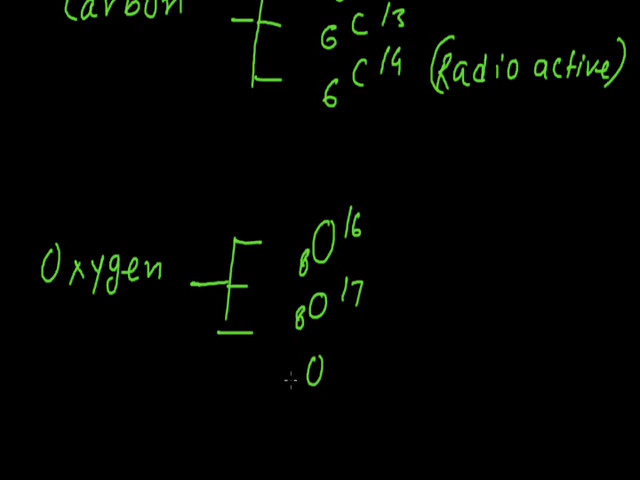 Carbon
6C13
6C14 (Radio active)
Oxygen
8O16
8O17
O